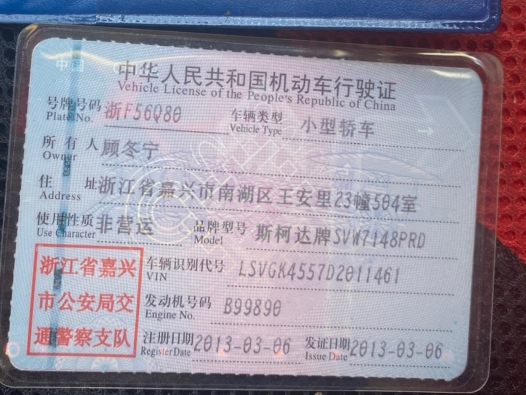 中国
中华人民共和国机动车行驶证
Vehicle License of the People's Republic of China
号牌号码 浙F56Q80 车辆类型 小型轿车
Plate No. Vehicle Type
所有人 顾冬宁
Owner
住址 浙江省嘉兴市南湖区王安里23幢504室
Address
使用性质 非营运 品牌型号 斯柯达牌SVW7148PRD
Use Character Model
浙江省嘉兴 车辆识别代号 LSVGK4557D2011461
VIN
市公安局交 发动机号码 B99890
Engine No.
通警察支队 注册日期 2013-03-06 发证日期 2013-03-06
Register Date Issue Date